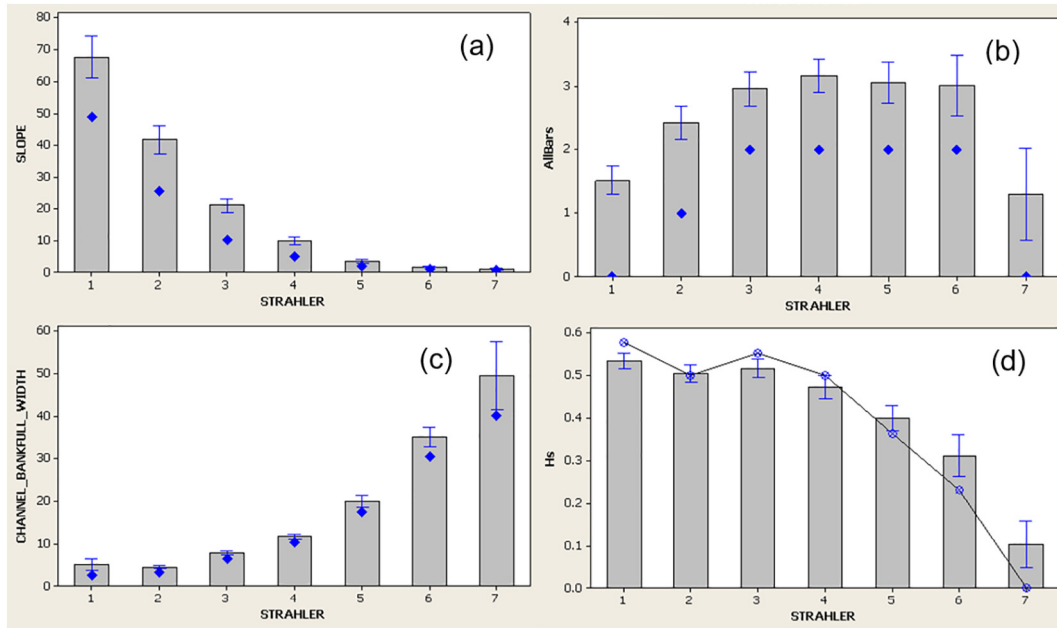 (a)
SLOPE
80
70
60
50
40
30
20
10
0
1 2 3 4 5 6 7
STRAHLER
(b)
AllBars
4
3
2
1
0
1 2 3 4 5 6 7
STRAHLER
(c)
CHANNEL_BANKFULL_WIDTH
60
50
40
30
20
10
0
1 2 3 4 5 6 7
STRAHLER
(d)
Hs
0.6
0.5
0.4
0.3
0.2
0.1
0.0
1 2 3 4 5 6 7
STRAHLER